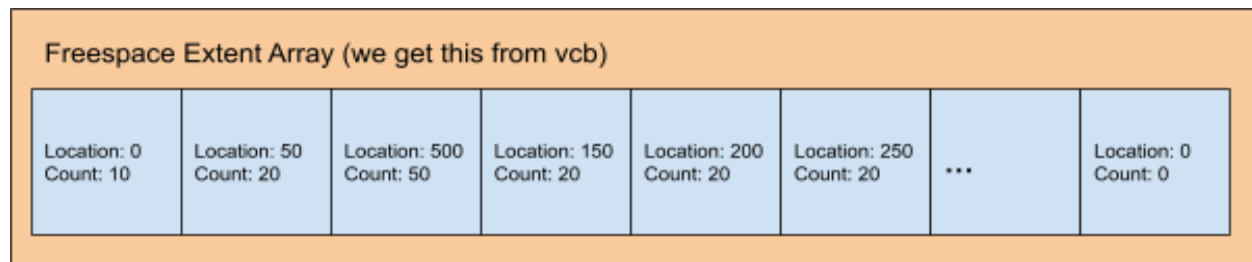 Freespace Extent Array (we get this from vcb)
Location: 0
Count: 10
Location: 50
Count: 20
Location: 500
Count: 50
Location: 150
Count: 20
Location: 200
Count: 20
Location: 250
Count: 20
...
Location: 0
Count: 0